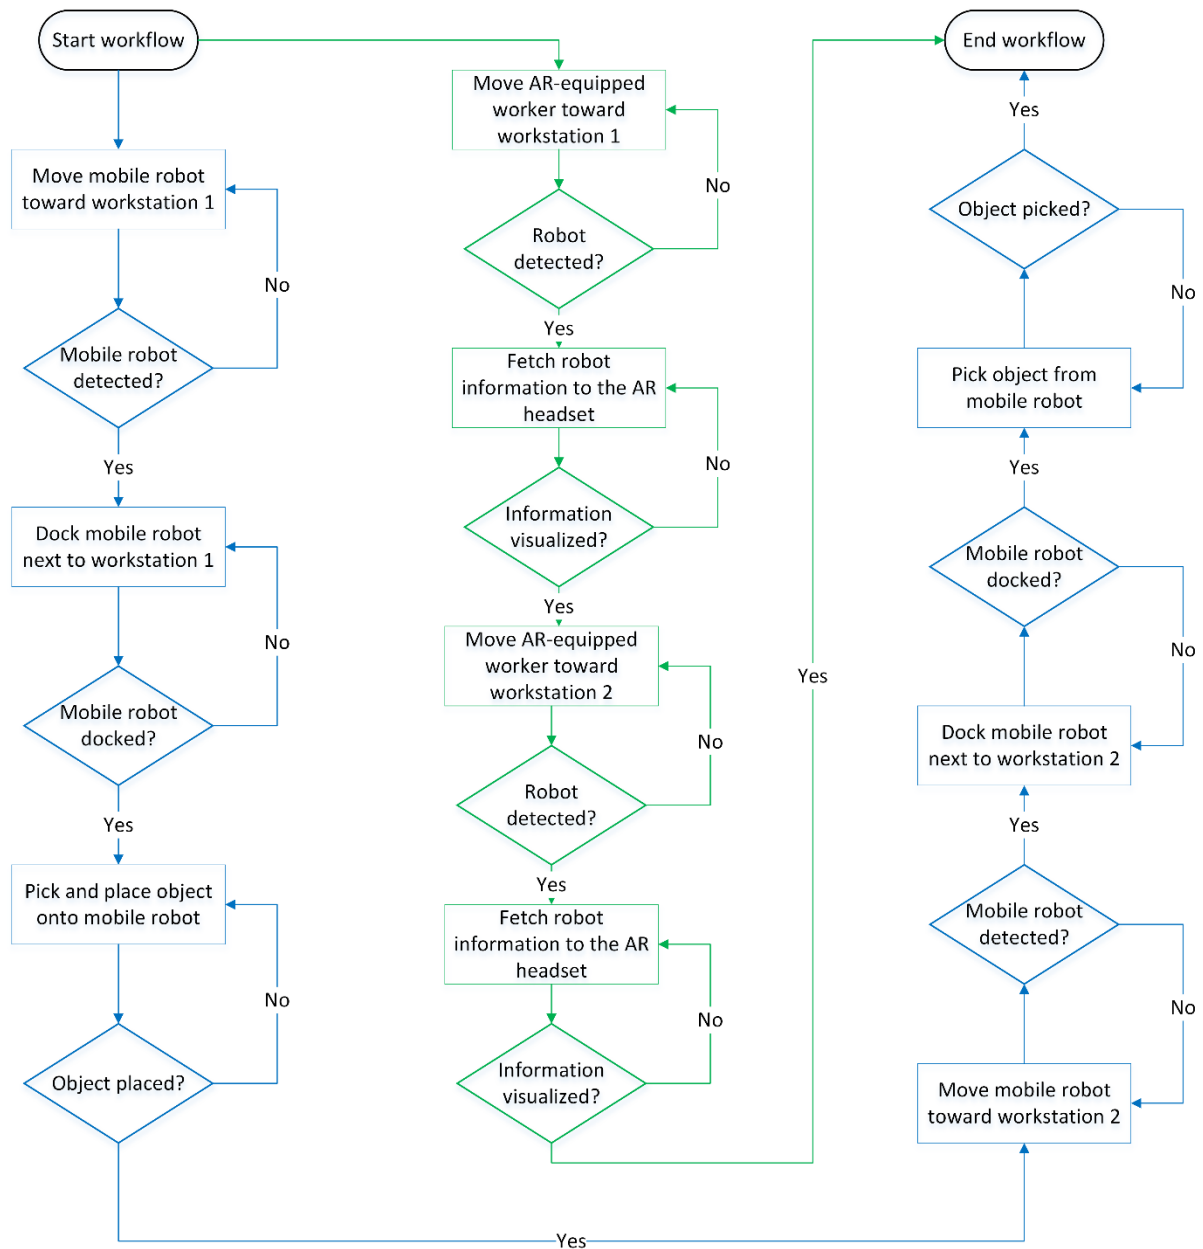 Start workflow
Move mobile robot
toward workstation 1
No
Mobile robot
detected?
Yes
Dock mobile robot
next to workstation 1
No
Mobile robot
docked?
Yes
Pick and place object
onto mobile robot
No
Object placed?
Yes
Move AR-equipped
worker toward
workstation 1
No
Robot
detected?
Yes
Fetch robot
information to the AR
headset
No
Information
visualized?
Yes
Move AR-equipped
worker toward
workstation 2
No
Robot
detected?
Yes
Fetch robot
information to the AR
headset
No
Information
visualized?
Yes
End workflow
Yes
Object picked?
No
Pick object from
mobile robot
Yes
Mobile robot
docked?
No
Dock mobile robot
next to workstation 2
Yes
Mobile robot
detected?
No
Move mobile robot
toward workstation 2